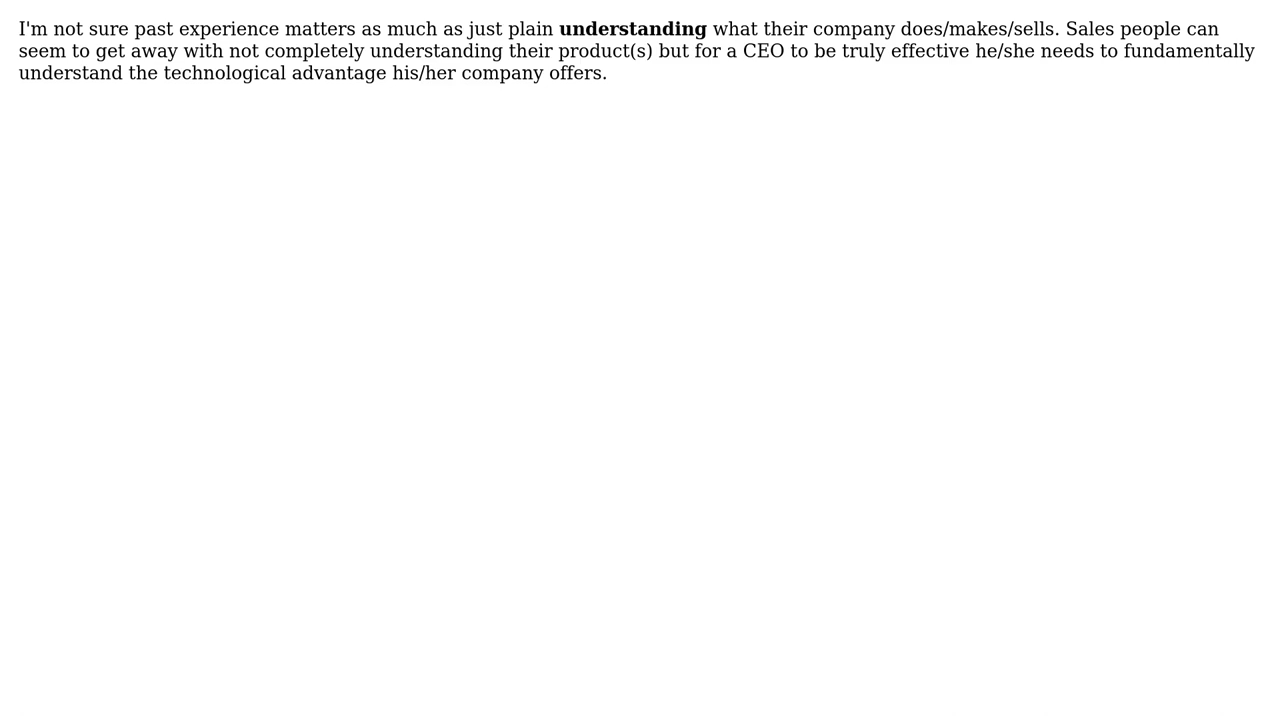 I'm not sure past experience matters as much as just plain understanding what their company does/makes/sells. Sales people can
seem to get away with not completely understanding their product(s) but for a CEO to be truly effective he/she needs to fundamentally
understand the technological advantage his/her company offers.